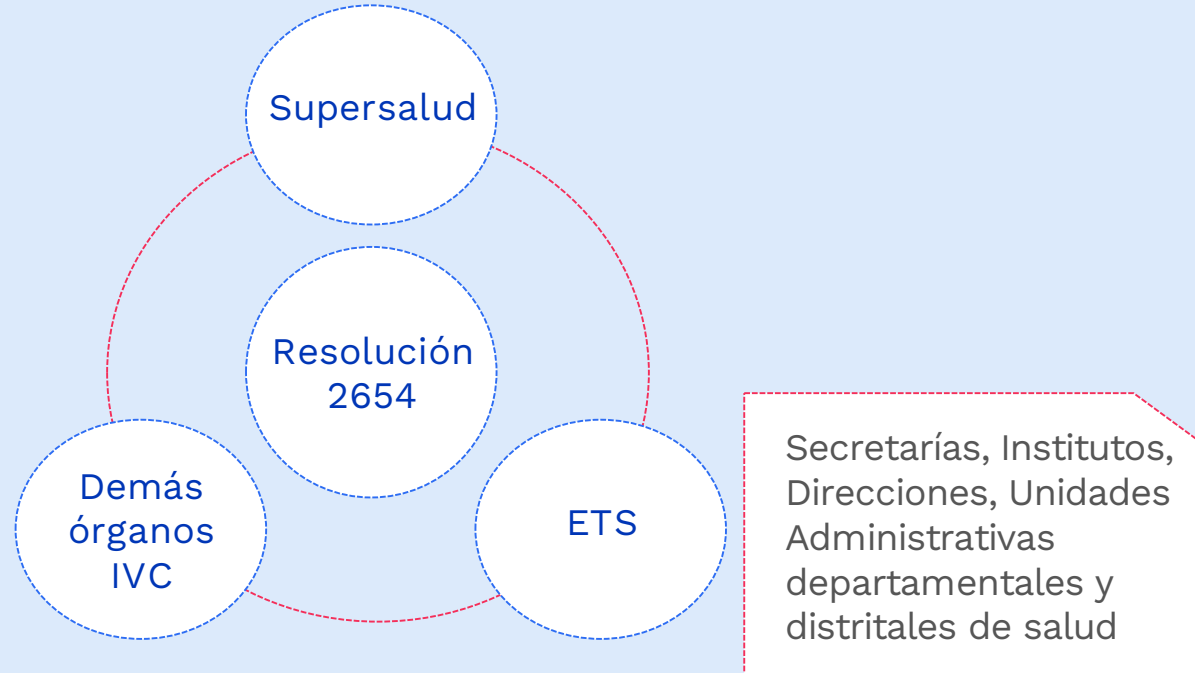 Supersalud
Resolución
2654
Demás
órganos
IVC
ETS
Secretarías, Institutos,
Direcciones, Unidades
Administrativas
departamentales y
distritales de salud